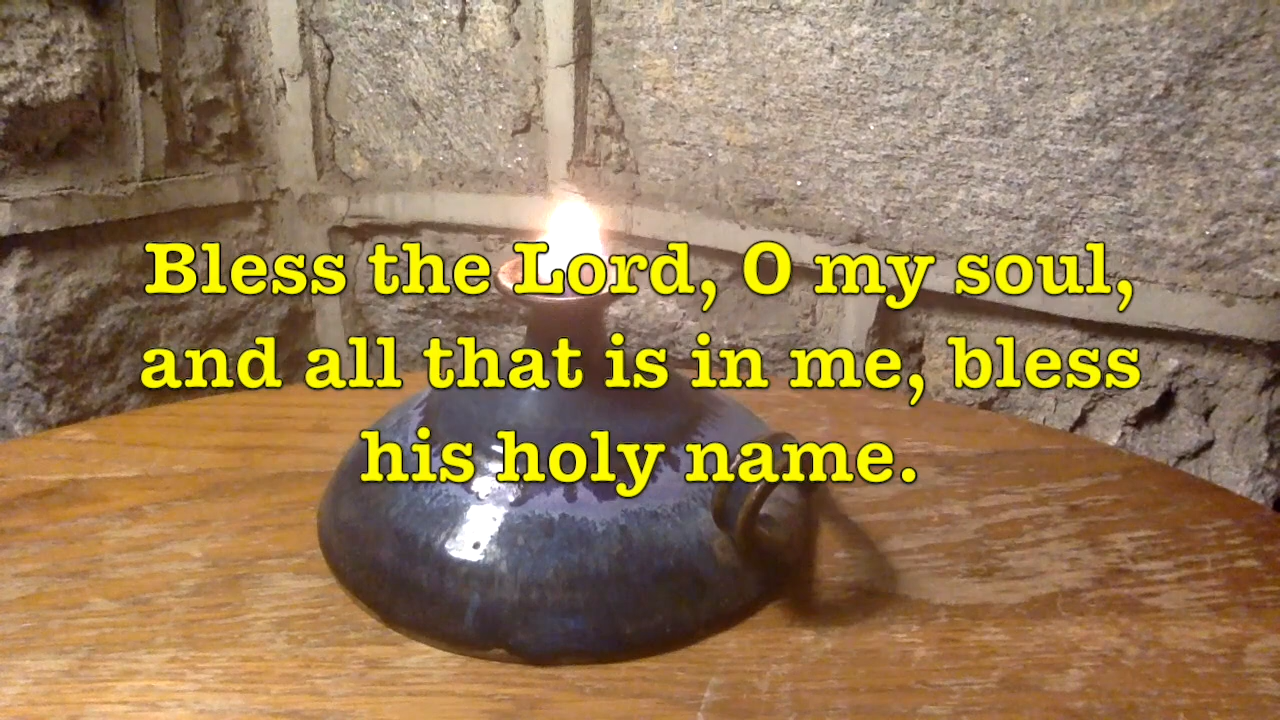 Bless the Lord, O my soul,
and all that is in me, bless
his holy name.